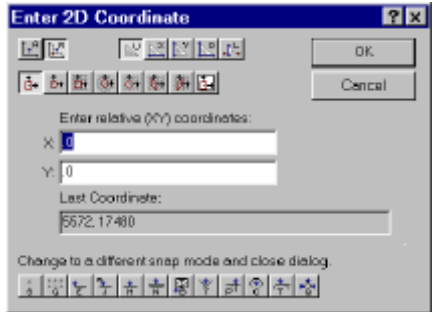 Enter 2D Coordinate
OK
Cancel
Enter relative (XY) coordinates:
X: .0
Y: .0
Last Coordinate:
5572.17480
Change to a different snap mode and close dialog.